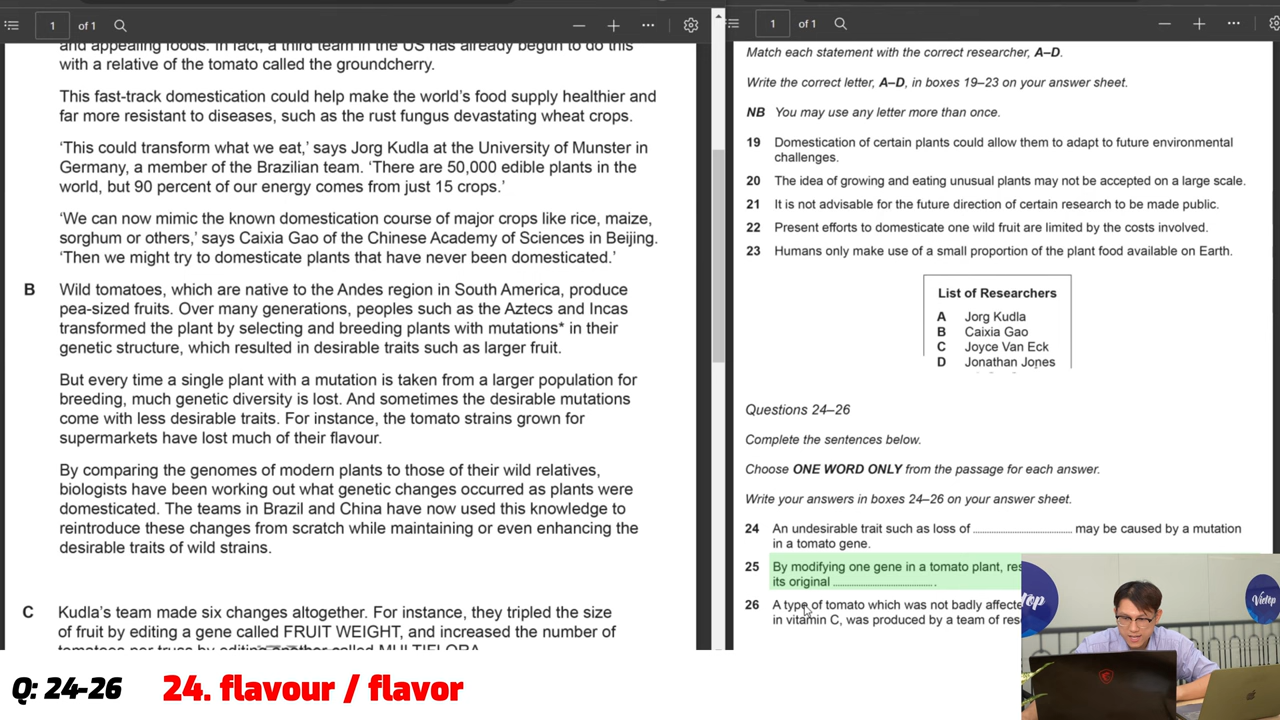 1 of 1
and appealing foods. In fact, a third team in the US has already begun to do this
with a relative of the tomato called the groundcherry.
This fast-track domestication could help make the world's food supply healthier and
far more resistant to diseases, such as the rust fungus devastating wheat crops.
'This could transform what we eat,' says Jorg Kudla at the University of Munster in
Germany, a member of the Brazilian team. 'There are 50,000 edible plants in the
world, but 90 percent of our energy comes from just 15 crops.'
'We can now mimic the known domestication course of major crops like rice, maize,
sorghum or others,' says Caixia Gao of the Chinese Academy of Sciences in Beijing.
'Then we might try to domesticate plants that have never been domesticated.'
B Wild tomatoes, which are native to the Andes region in South America, produce
pea-sized fruits. Over many generations, peoples such as the Aztecs and Incas
transformed the plant by selecting and breeding plants with mutations* in their
genetic structure, which resulted in desirable traits such as larger fruit.
But every time a single plant with a mutation is taken from a larger population for
breeding, much genetic diversity is lost. And sometimes the desirable mutations
come with less desirable traits. For instance, the tomato strains grown for
supermarkets have lost much of their flavour.
By comparing the genomes of modern plants to those of their wild relatives,
biologists have been working out what genetic changes occurred as plants were
domesticated. The teams in Brazil and China have now used this knowledge to
reintroduce these changes from scratch while maintaining or even enhancing the
desirable traits of wild strains.
C Kudla's team made six changes altogether. For instance, they tripled the size
of fruit by editing a gene called FRUIT WEIGHT, and increased the number of
tomatoes per truss by editing another called MULTIFLORA.
1 of 1
Match each statement with the correct researcher, A–D.
Write the correct letter, A–D, in boxes 19–23 on your answer sheet.
NB You may use any letter more than once.
19 Domestication of certain plants could allow them to adapt to future environmental
challenges.
20 The idea of growing and eating unusual plants may not be accepted on a large scale.
21 It is not advisable for the future direction of certain research to be made public.
22 Present efforts to domesticate one wild fruit are limited by the costs involved.
23 Humans only make use of a small proportion of the plant food available on Earth.
List of Researchers
A Jorg Kudla
B Caixia Gao
C Joyce Van Eck
D Jonathan Jones
Questions 24–26
Complete the sentences below.
Choose ONE WORD ONLY from the passage for each answer.
Write your answers in boxes 24–26 on your answer sheet.
24 An undesirable trait such as loss of ........................ may be caused by a mutation
in a tomato gene.
25 By modifying one gene in a tomato plant, res
its original ........................ .
26 A type of tomato which was not badly affecte
in vitamin C, was produced by a team of res
VieTop
Q: 24-26 24. flavour / flavor